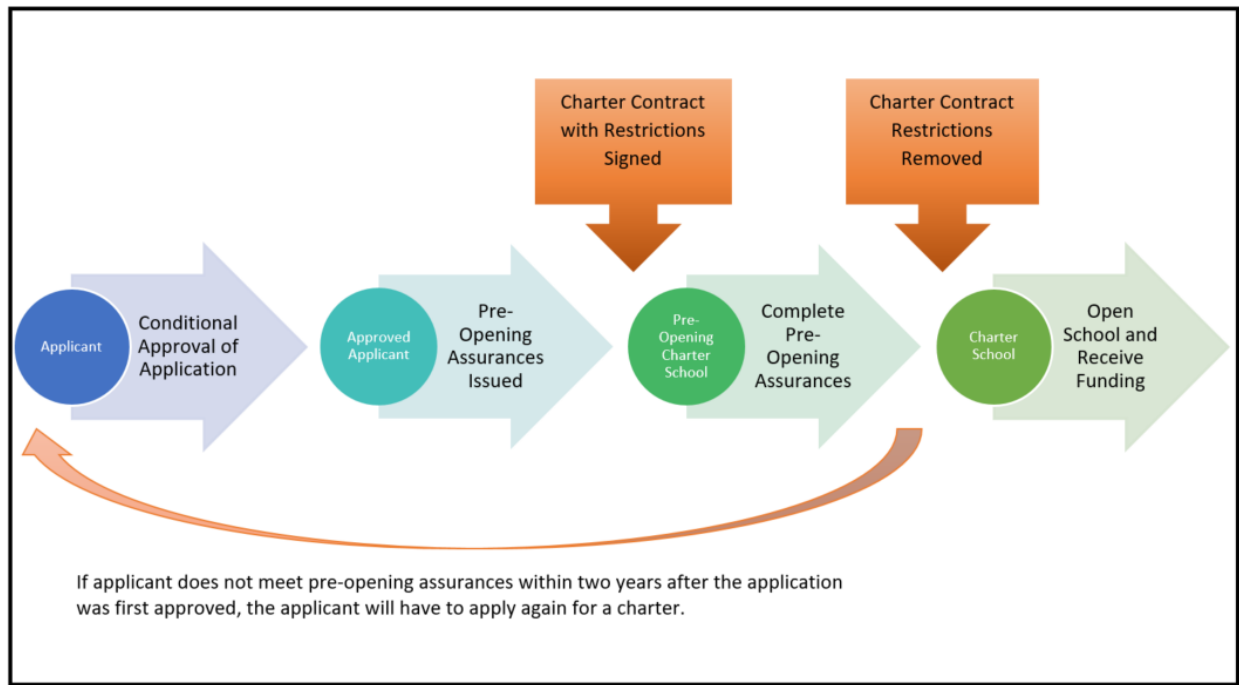 Charter Contract
with Restrictions
Signed
Charter Contract
Restrictions
Removed
Applicant
Conditional
Approval of
Application
Approved
Applicant
Pre-
Opening
Assurances
Issued
Pre-
Opening
Charter
School
Complete
Pre-
Opening
Assurances
Charter
School
Open
School and
Receive
Funding
If applicant does not meet pre-opening assurances within two years after the application
was first approved, the applicant will have to apply again for a charter.